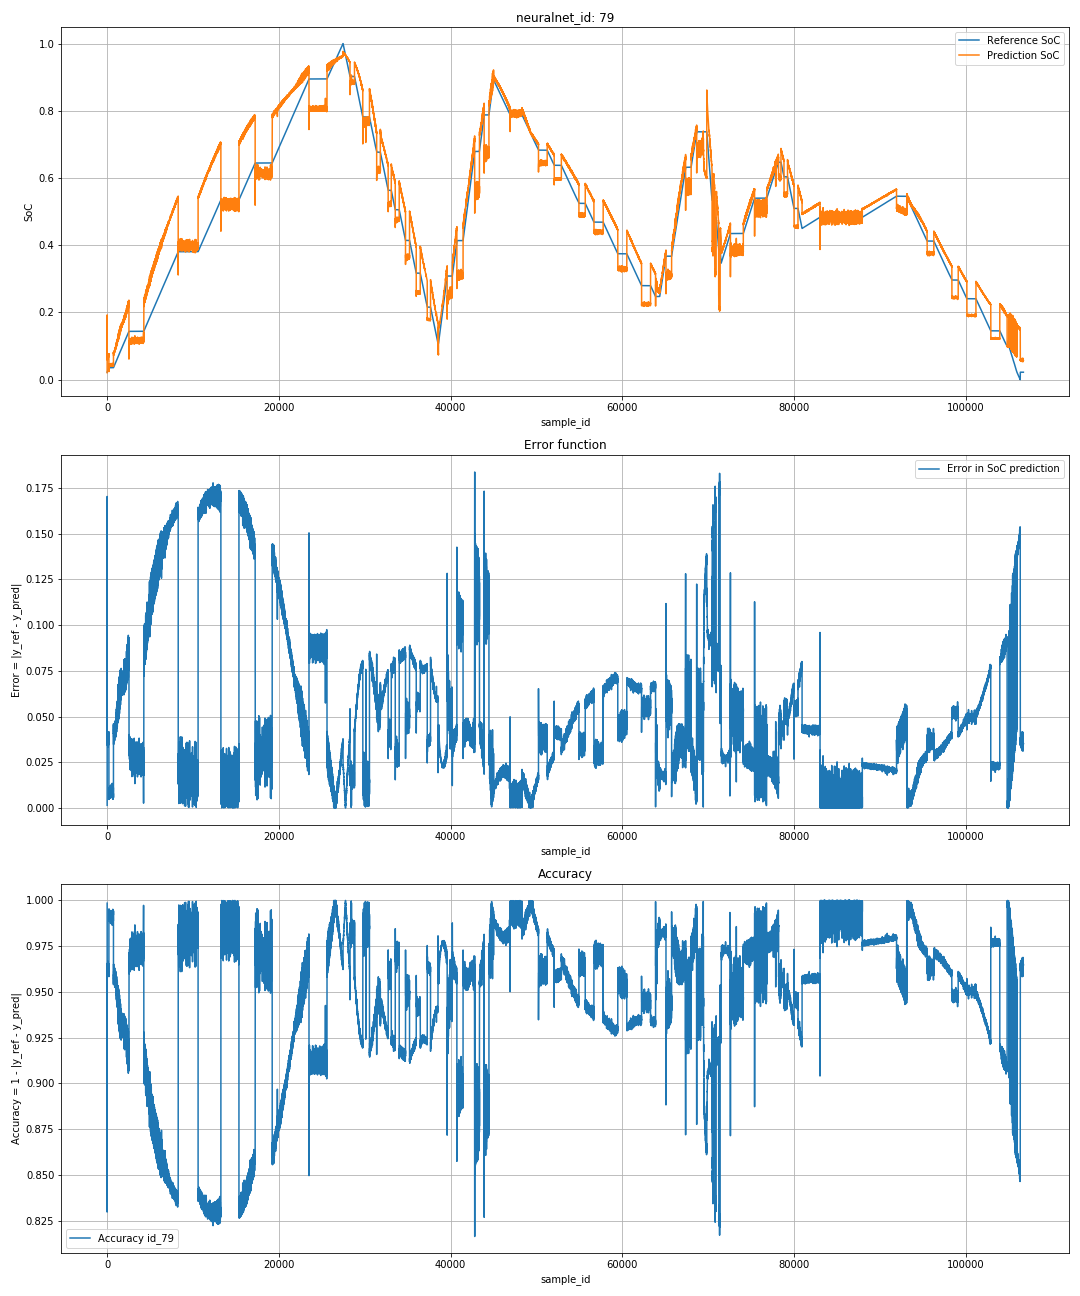 neuralnet_id: 79
Reference SoC
Prediction SoC
1.0
0.8
0.6
0.4
0.2
0.0
SoC
0 20000 40000 60000 80000 100000
sample_id
Error function
Error in SoC prediction
0.175
0.150
0.125
0.100
0.075
0.050
0.025
0.000
Error = |y_ref - y_pred|
0 20000 40000 60000 80000 100000
sample_id
Accuracy
1.000
0.975
0.950
0.925
0.900
0.875
0.850
0.825
Accuracy = 1 - |y_ref - y_pred|
Accuracy id_79
0 20000 40000 60000 80000 100000
sample_id